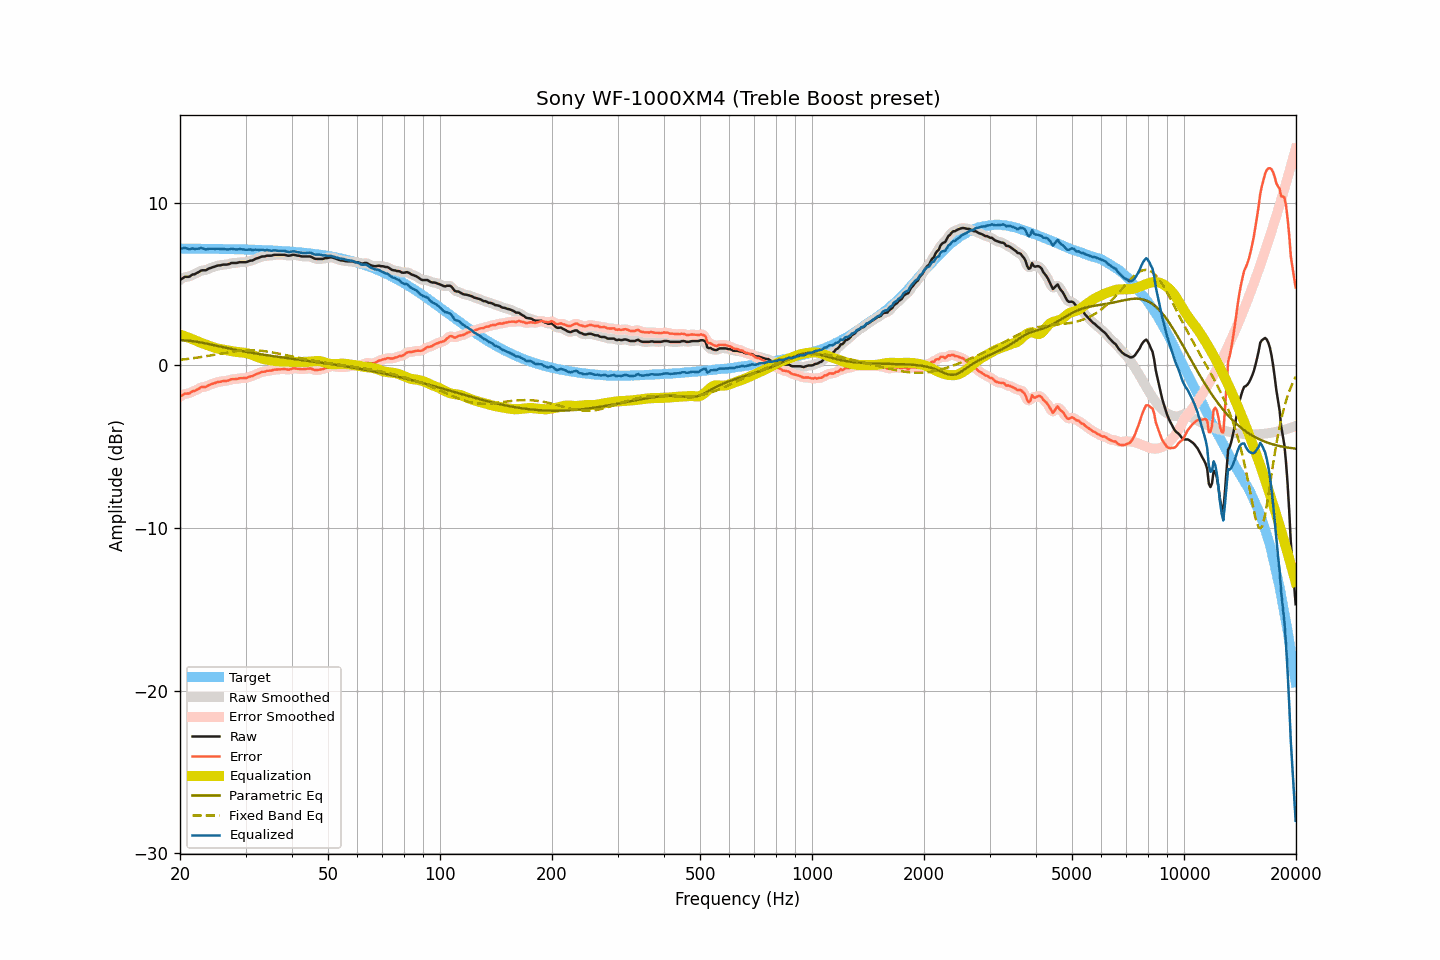 Sony WF-1000XM4 (Treble Boost preset)
Amplitude (dBr)
10
0
−10
−20
−30
Target
Raw Smoothed
Error Smoothed
Raw
Error
Equalization
Parametric Eq
Fixed Band Eq
Equalized
20 50 100 200 500 1000 2000 5000 10000 20000
Frequency (Hz)